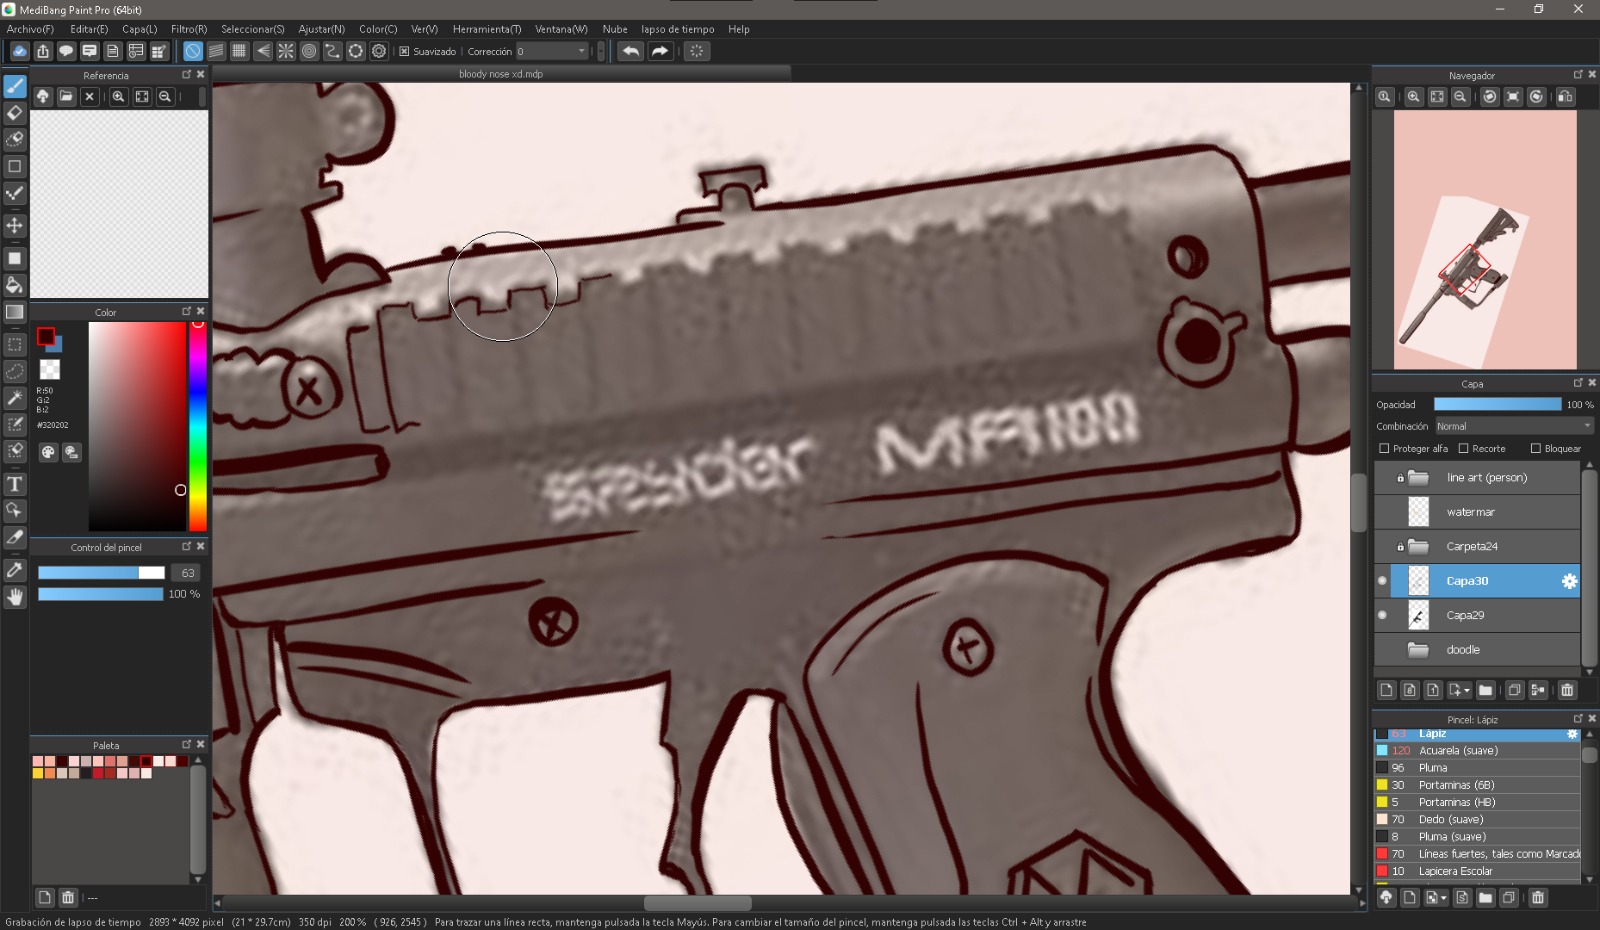 MediBang Paint Pro (64bit)
Archivo(F) Editar(E) Capa(L) Filtro(R) Seleccionar(S) Ajustar(N) Color(C) Ver(V) Herramienta(T) Ventana(W) Nube lapso de tiempo Help
Suavizado Corrección 0
Referencia
bloody nose xd.mdp
Navegador
Color
R:50
G:2
B:2
#320202
Control del pincel
63
100 %
Paleta
---
SPyder MR100
Capa
Opacidad 100 %
Combinación Normal
Proteger alfa Recorte Bloquear
line art (person)
watermar
Carpeta24
Capa30
Capa29
doodle
Pincel: Lápiz
63 Lápiz
120 Acuarela (suave)
96 Pluma
30 Portaminas (6B)
5 Portaminas (HB)
70 Dedo (suave)
8 Pluma (suave)
70 Líneas fuertes, tales como Marcado
10 Lapicera Escolar
Grabación de lapso de tiempo 2893 * 4092 pixel (21 * 29.7cm) 350 dpi 200 % ( 926, 2545 ) Para trazar una línea recta, mantenga pulsada la tecla Mayús. Para cambiar el tamaño del pincel, mantenga pulsadas las teclas Ctrl + Alt y arrastre